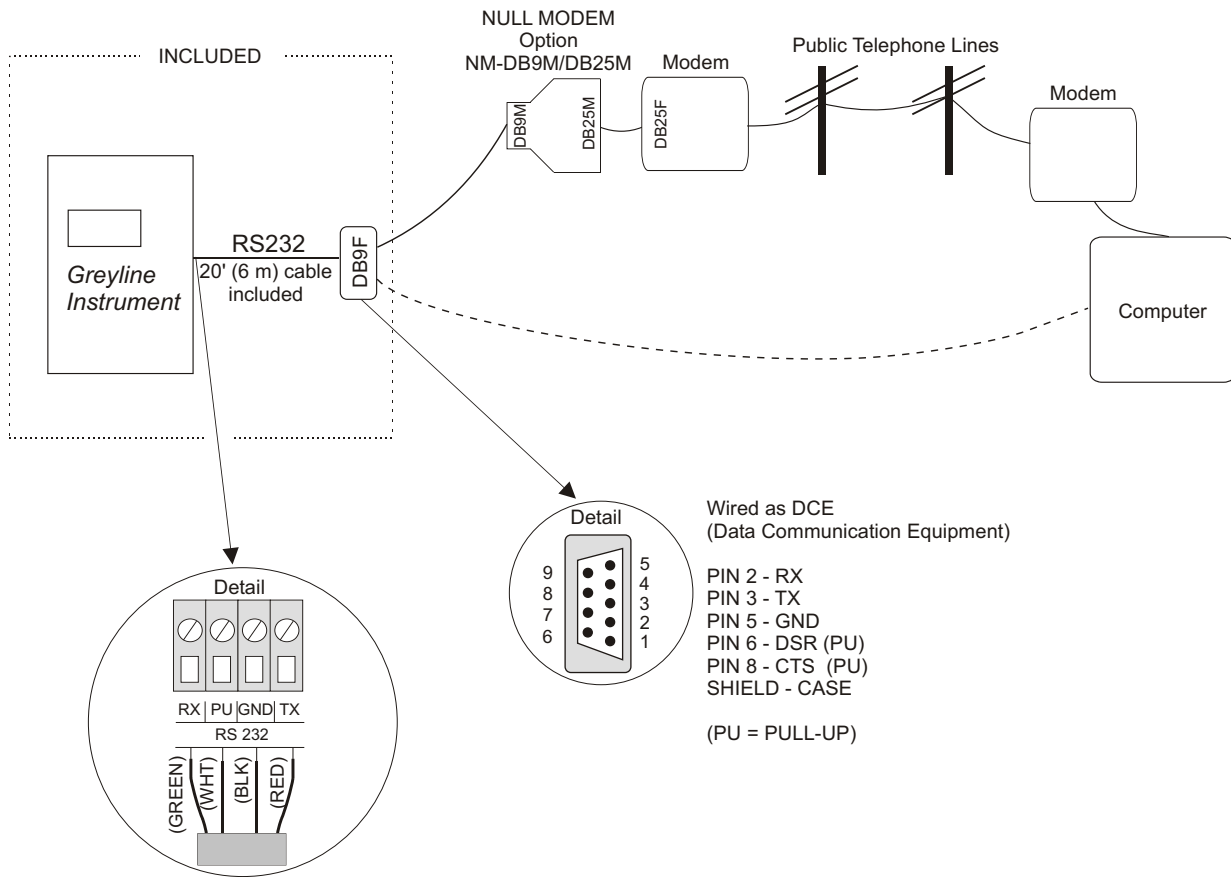 INCLUDED
NULL MODEM
Option
NM-DB9M/DB25M
DB9M
DB25M
Modem
DB25F
Public Telephone Lines
Modem
Computer
Greyline
Instrument
RS232
20' (6 m) cable
included
DB9F
Detail
RX PU GND TX
RS 232
(GREEN)
(WHT)
(BLK)
(RED)
Detail
9
8
7
6
5
4
3
2
1
Wired as DCE
(Data Communication Equipment)
PIN 2 - RX
PIN 3 - TX
PIN 5 - GND
PIN 6 - DSR (PU)
PIN 8 - CTS (PU)
SHIELD - CASE
(PU = PULL-UP)